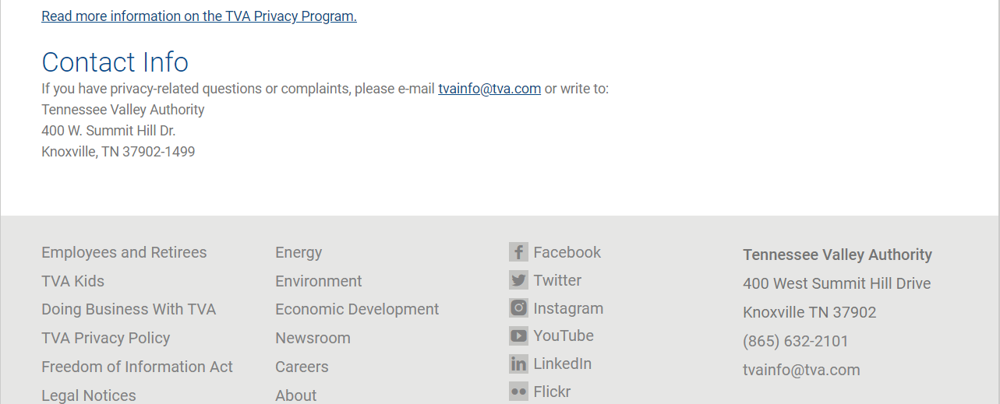 Read more information on the TVA Privacy Program.
Contact Info
If you have privacy-related questions or complaints, please e-mail tvainfo@tva.com or write to:
Tennessee Valley Authority
400 W. Summit Hill Dr.
Knoxville, TN 37902-1499
Employees and Retirees
TVA Kids
Doing Business With TVA
TVA Privacy Policy
Freedom of Information Act
Legal Notices
Energy
Environment
Economic Development
Newsroom
Careers
About
Facebook
Twitter
Instagram
YouTube
LinkedIn
Flickr
Tennessee Valley Authority
400 West Summit Hill Drive
Knoxville TN 37902
(865) 632-2101
tvainfo@tva.com